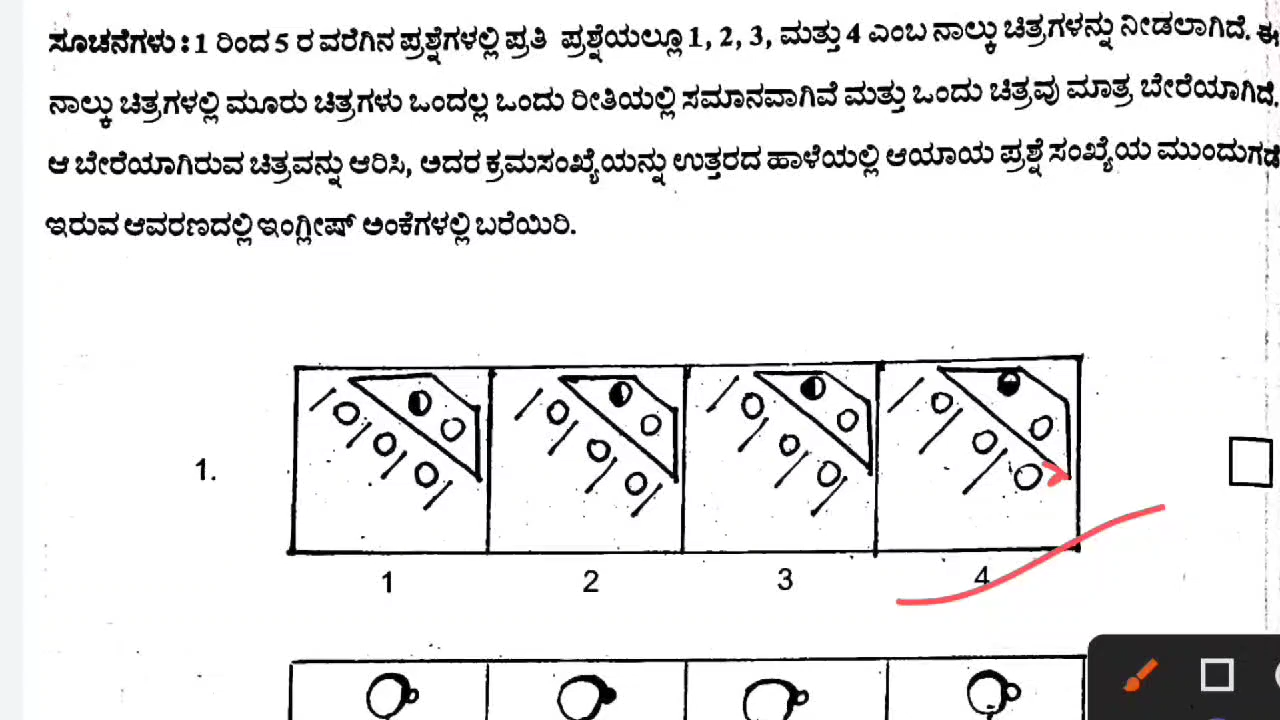 ಸೂಚನೆಗಳು : 1 ರಿಂದ 5 ರ ವರೆಗಿನ ಪ್ರಶ್ನೆಗಳಲ್ಲಿ ಪ್ರತಿ ಪ್ರಶ್ನೆಯಲ್ಲೂ 1, 2, 3, ಮತ್ತು 4 ಎಂಬ ನಾಲ್ಕು ಚಿತ್ರಗಳನ್ನು ನೀಡಲಾಗಿದೆ. ಈ
ನಾಲ್ಕು ಚಿತ್ರಗಳಲ್ಲಿ ಮೂರು ಚಿತ್ರಗಳು ಒಂದಲ್ಲ ಒಂದು ರೀತಿಯಲ್ಲಿ ಸಮಾನವಾಗಿವೆ ಮತ್ತು ಒಂದು ಚಿತ್ರವು ಮಾತ್ರ ಬೇರೆಯಾಗಿದೆ.
ಆ ಬೇರೆಯಾಗಿರುವ ಚಿತ್ರವನ್ನು ಆರಿಸಿ, ಅದರ ಕ್ರಮಸಂಖ್ಯೆಯನ್ನು ಉತ್ತರದ ಹಾಳೆಯಲ್ಲಿ ಆಯಾಯ ಪ್ರಶ್ನೆ ಸಂಖ್ಯೆಯ ಮುಂದುಗಡೆ
ಇರುವ ಆವರಣದಲ್ಲಿ ಇಂಗ್ಲೀಷ್ ಅಂಕೆಗಳಲ್ಲಿ ಬರೆಯಿರಿ.
1.
1 2 3 4